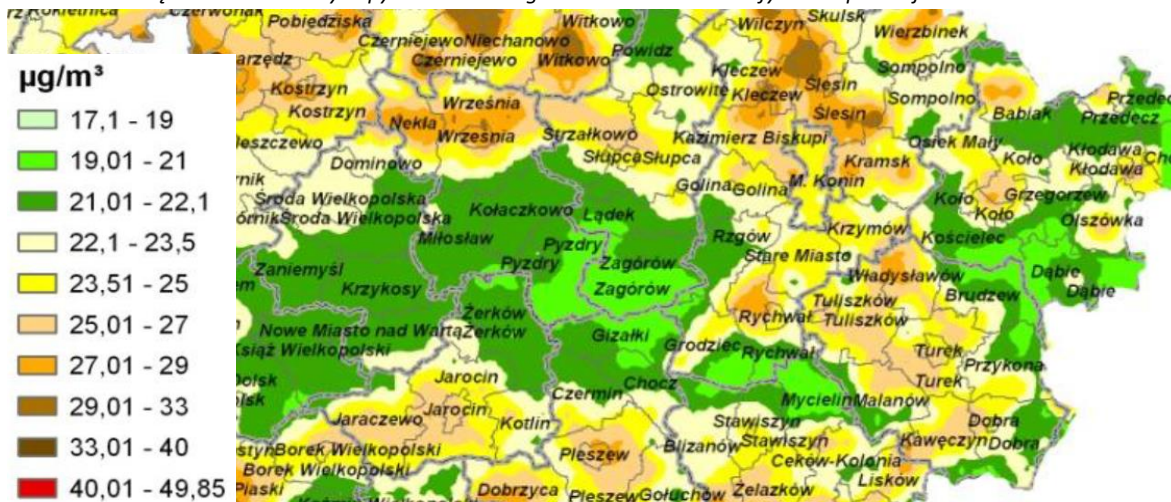 Rokietnica Czerwonak
Pobiedziska
Witkowo
Wilczyn
Skulsk
Wierzbinek
Czerniejewo Niechanowo
Powidz
µg/m³
Czerniejewo
Witkowo
Kleczew
Ślesin
Sompolno
Kostrzyn
Września
Ostrowite
Kleczew
Sompolno
Babiak
Przedecz
17,1 - 19
Kostrzyn
Nekla
Września
Strzałkowo
Ślesin
Przedecz
Kazimierz Biskupi
Osiek Mały
Kłodawa
19,01 - 21
Dominowo
Słupca Słupca
Kramsk
Koło
Kłodawa
21,01 - 22,1
Środa Wielkopolska
Golina
Golina
M. Konin
Koło
Grzegorzew
Środa Wielkopolska
Kołaczkowo
Lądek
Koło
Olszówka
22,1 - 23,5
Miłosław
Pyzdry
Rzgów
Krzymów
Kościelec
Pyzdry
Zagórów
Stare Miasto
23,51 - 25
Zaniemyśl
Zagórów
Władysławów
Dąbie
Krzykosy
Tuliszków
Brudzew
Dąbie
25,01 - 27
Żerków
Rychwał
Tuliszków
Nowe Miasto nad Wartą Żerków
Gizałki
27,01 - 29
Książ Wielkopolski
Grodziec
Rychwał
Turek
Przykona
29,01 - 33
Jarocin
Chocz
Turek
Czermin
Mycielin
Malanów
33,01 - 40
Jaraczewo
Jarocin
Kotlin
Stawiszyn
Dobra
Borek Wielkopolski
Pleszew
Blizanów
Stawiszyn
Kawęczyn
Dobra
Borek Wielkopolski
Ceków-Kolonia
40,01 - 49,85
Dobrzyca
Pleszew
Gołuchów
Żelazków
Lisków